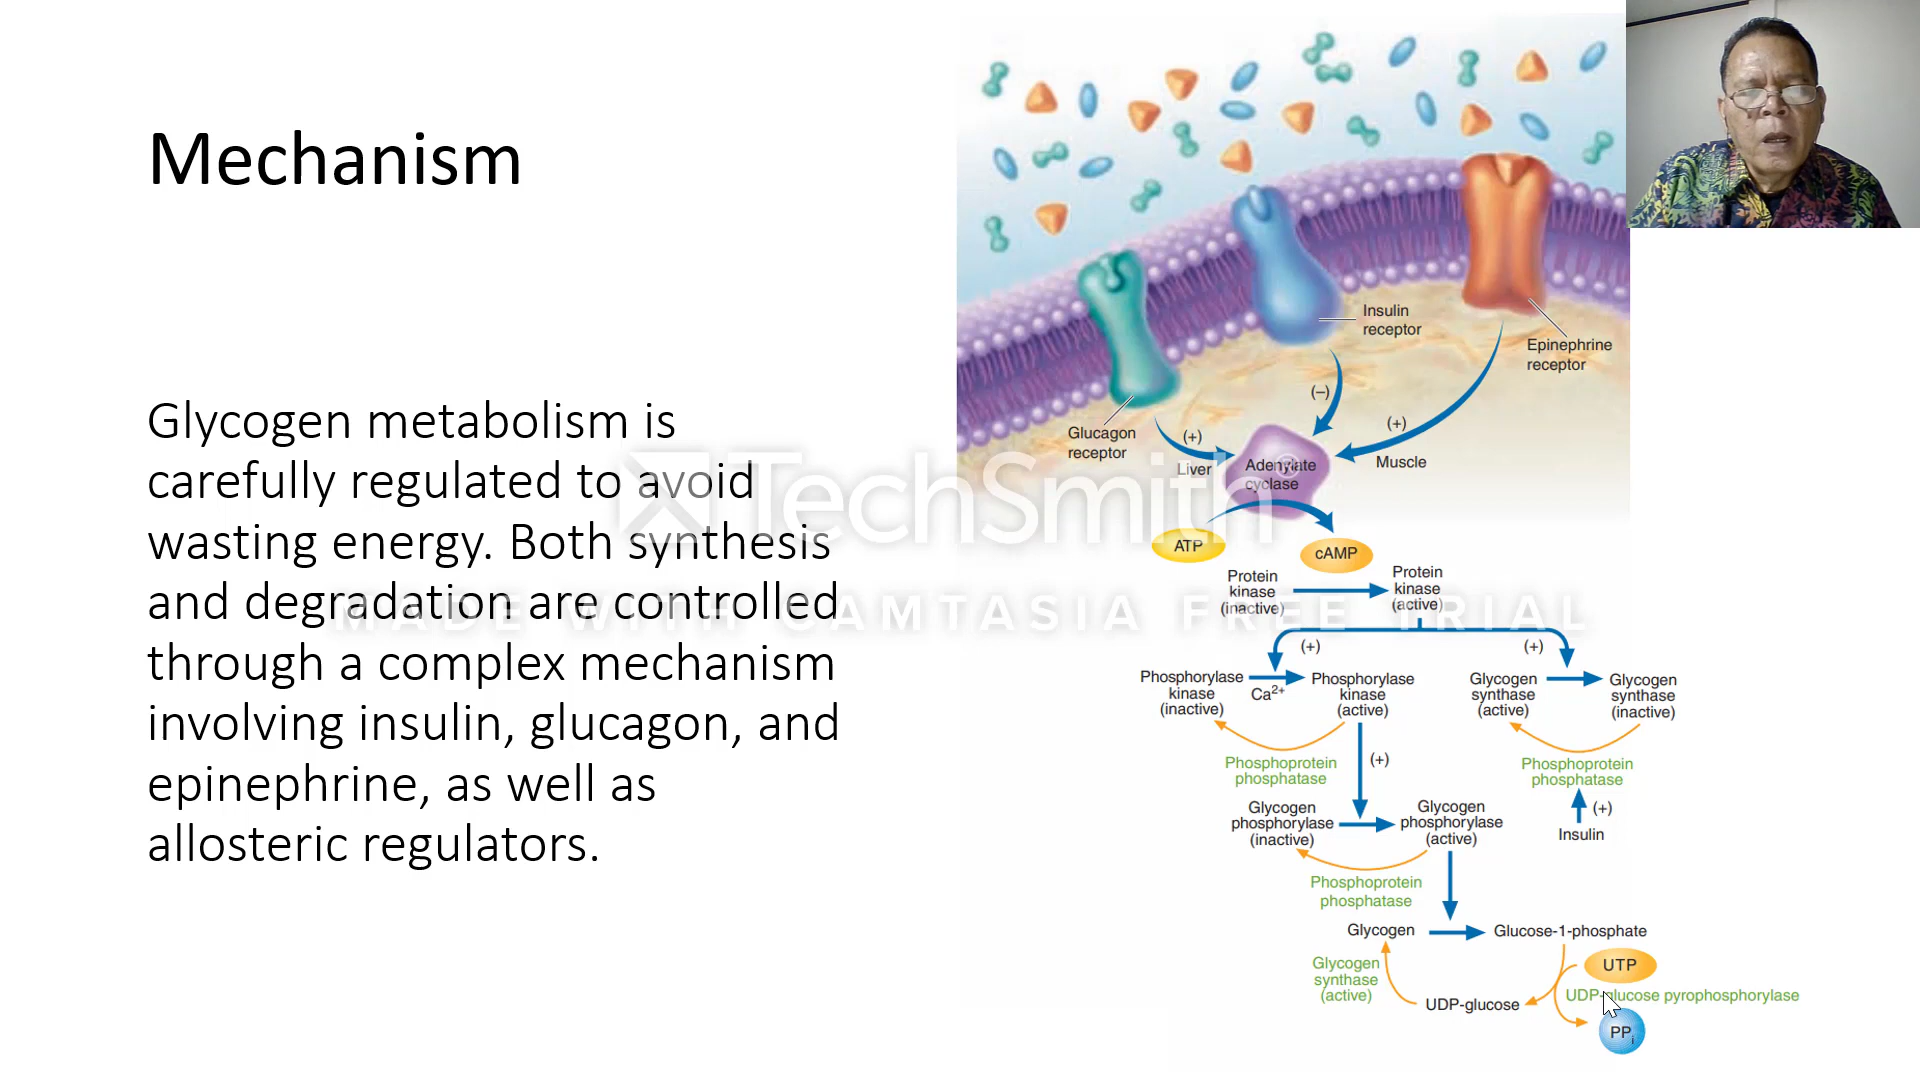 Mechanism
Glycogen metabolism is
carefully regulated to avoid
wasting energy. Both synthesis
and degradation are controlled
through a complex mechanism
involving insulin, glucagon, and
epinephrine, as well as
allosteric regulators.
Insulin
receptor
Epinephrine
receptor
Glucagon
receptor
(+)
Liver
(–)
(+)
Muscle
Adenylate
cyclase
ATP
cAMP
Protein
kinase
(inactive)
Protein
kinase
(active)
(+)
(+)
Phosphorylase
kinase
(inactive)
Ca2+
Phosphorylase
kinase
(active)
Glycogen
synthase
(active)
Glycogen
synthase
(inactive)
Phosphoprotein
phosphatase
(+)
Phosphoprotein
phosphatase
(+)
Insulin
Glycogen
phosphorylase
(inactive)
Glycogen
phosphorylase
(active)
Phosphoprotein
phosphatase
Glycogen
Glucose-1-phosphate
Glycogen
synthase
(active)
UTP
UDP-glucose pyrophosphorylase
UDP-glucose
PPi
TechSmith
MADE WITH CAMTASIA FREE TRIAL